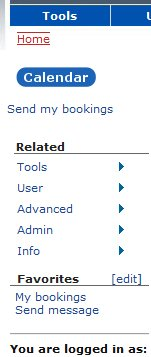 Tools
Home
Calendar
Send my bookings
Related
Tools
User
Advanced
Admin
Info
Favorites [edit]
My bookings
Send message
You are logged in as: